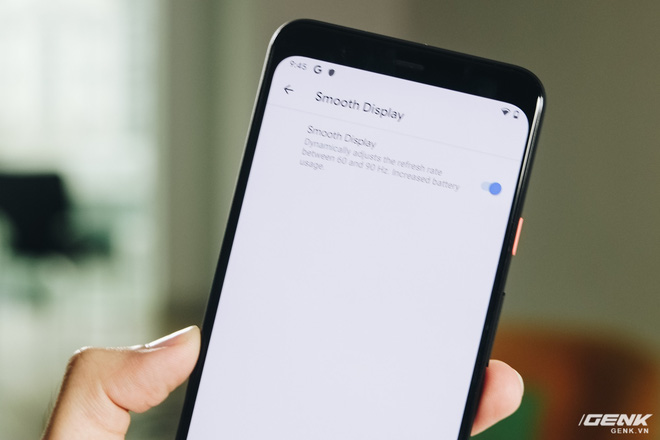 9:45 G
Smooth Display
Smooth Display
Dynamically adjusts the refresh rate
between 60 and 90 Hz. Increased battery
usage
GENK
GENK.VN